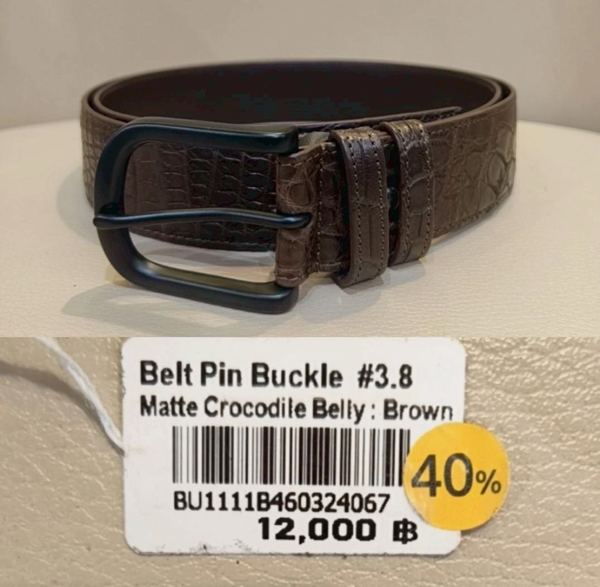 Belt Pin Buckle #3.8
Matte Crocodile Belly : Brown
40%
BU1111B460324067
12,000 ฿